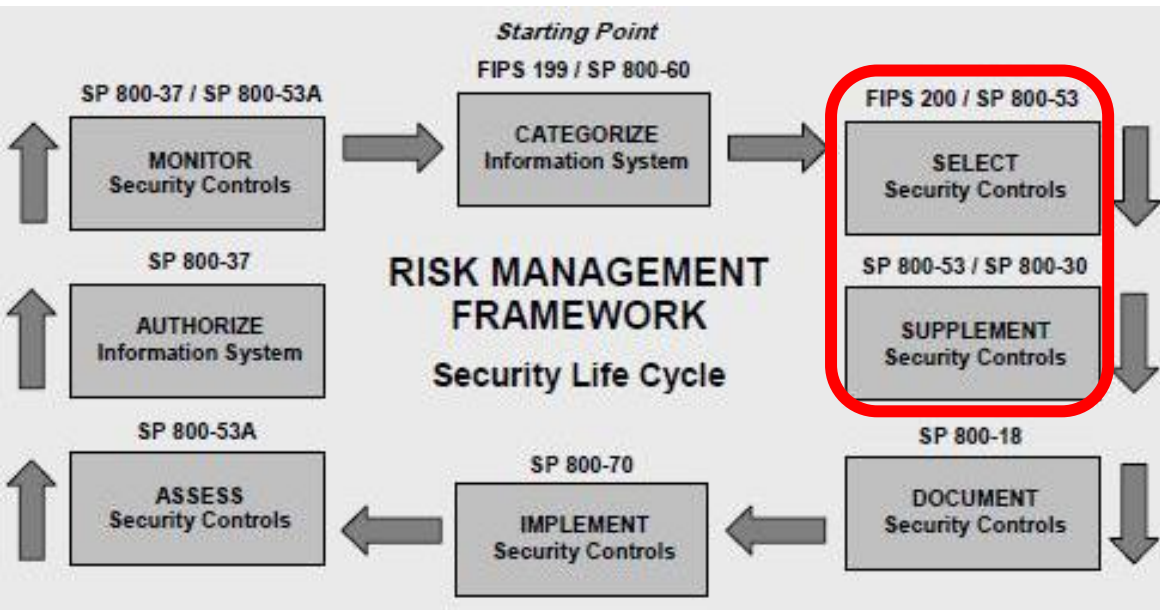 Starting Point
FIPS 199 / SP 800-60
CATEGORIZE
Information System
FIPS 200 / SP 800-53
SELECT
Security Controls
SP 800-53 / SP 800-30
SUPPLEMENT
Security Controls
SP 800-18
DOCUMENT
Security Controls
SP 800-70
IMPLEMENT
Security Controls
SP 800-53A
ASSESS
Security Controls
SP 800-37
AUTHORIZE
Information System
SP 800-37 / SP 800-53A
MONITOR
Security Controls
RISK MANAGEMENT
FRAMEWORK
Security Life Cycle